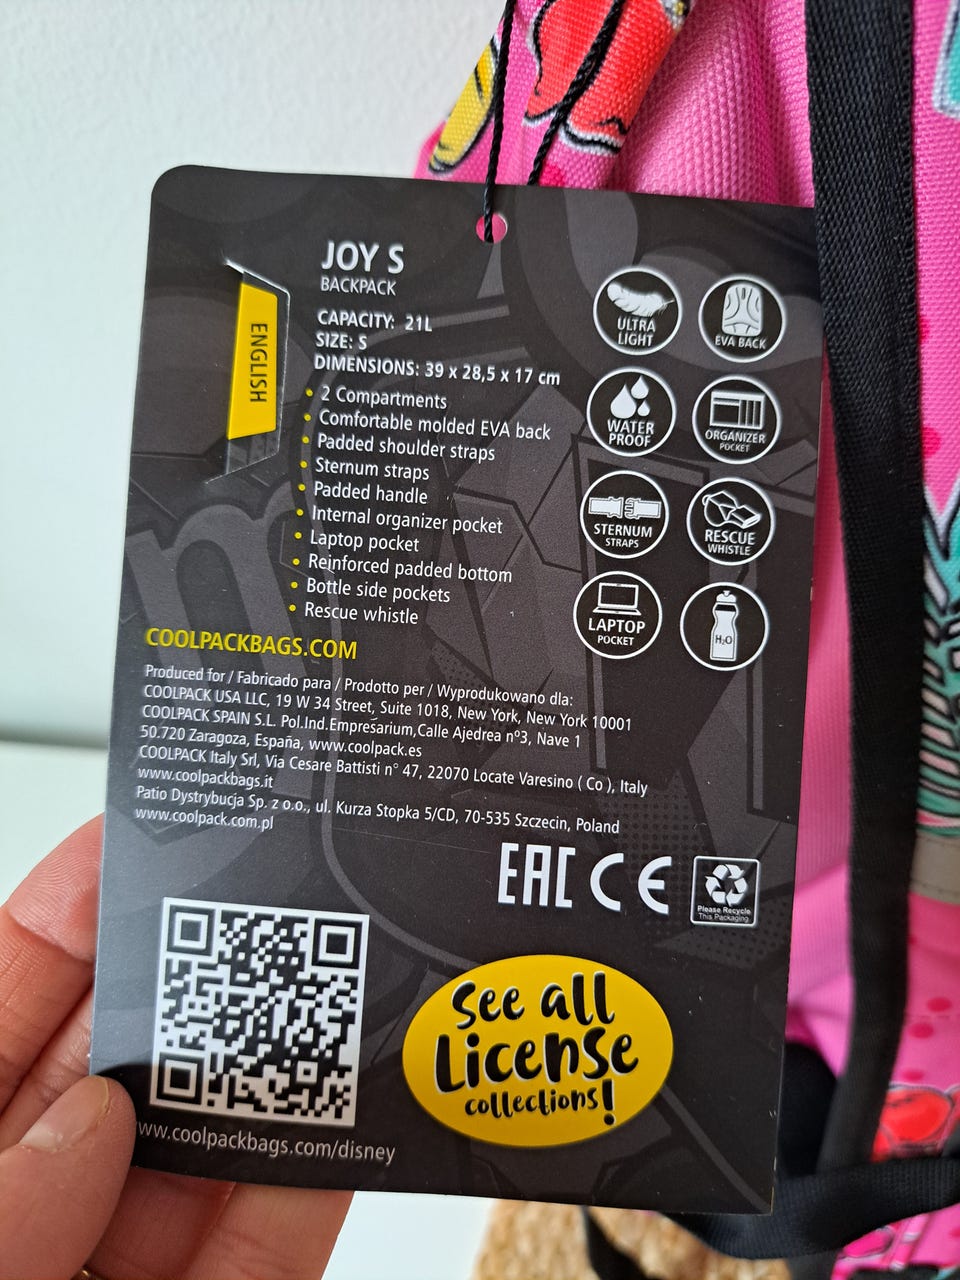 JOY S
BACKPACK
ENGLISH
CAPACITY: 21L
SIZE: S
DIMENSIONS: 39 x 28,5 x 17 cm
• 2 Compartments
• Comfortable molded EVA back
• Padded shoulder straps
• Sternum straps
• Padded handle
• Internal organizer pocket
• Laptop pocket
• Reinforced padded bottom
• Bottle side pockets
• Rescue whistle
ULTRA
LIGHT
EVA BACK
WATER
PROOF
ORGANIZER
POCKET
STERNUM
STRAPS
RESCUE
WHISTLE
LAPTOP
POCKET
H₂O
COOLPACKBAGS.COM
Produced for / Fabricado para / Prodotto per / Wyprodukowano dla:
COOLPACK USA LLC, 19 W 34 Street, Suite 1018, New York, New York 10001
COOLPACK SPAIN S.L. Pol.Ind.Empresarium,Calle Ajedrea nº3, Nave 1
50.720 Zaragoza, España, www.coolpack.es
COOLPACK Italy Srl, Via Cesare Battisti n° 47, 22070 Locate Varesino ( Co ), Italy
www.coolpackbags.it
Patio Dystrybucja Sp. z o.o., ul. Kurza Stopka 5/CD, 70-535 Szczecin, Poland
www.coolpack.com.pl
EAC CE
Please Recycle
This Packaging
See all
License
collections!
www.coolpackbags.com/disney